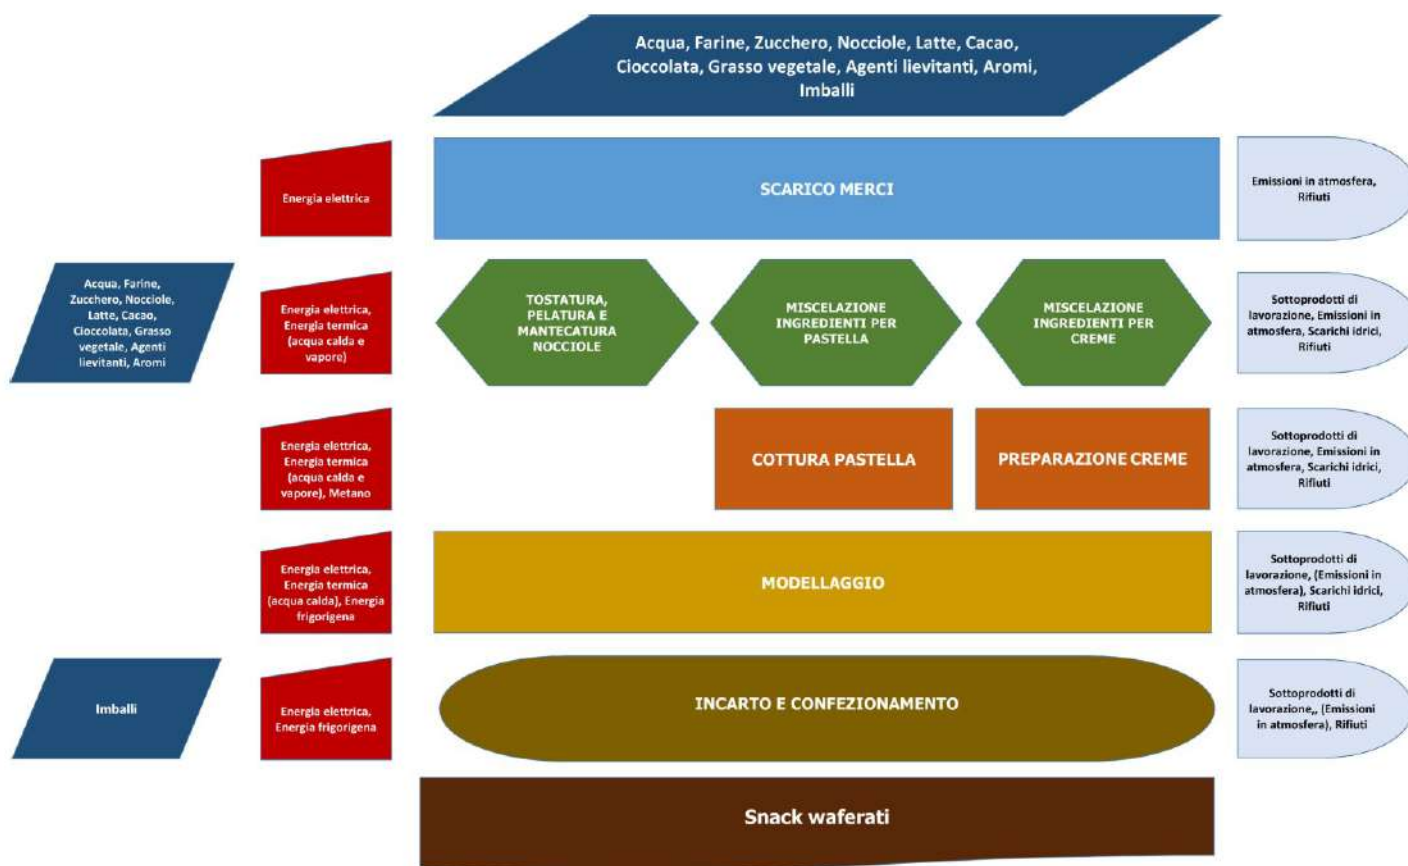 Acqua, Farine, Zucchero, Nocciole, Latte, Cacao,
Cioccolata, Grasso vegetale, Agenti lievitanti, Aromi,
Imballi
Energia elettrica
SCARICO MERCI
Emissioni in atmosfera,
Rifiuti
Acqua, Farine,
Zucchero, Nocciole,
Latte, Cacao,
Cioccolata, Grasso
vegetale, Agenti
lievitanti, Aromi
Energia elettrica,
Energia termica
(acqua calda e
vapore)
TOSTATURA,
PELATURA E
MANTECATURA
NOCCIOLE
MISCELAZIONE
INGREDIENTI PER
PASTELLA
MISCELAZIONE
INGREDIENTI PER
CREME
Sottoprodotti di
lavorazione, Emissioni in
atmosfera, Scarichi idrici,
Rifiuti
Energia elettrica,
Energia termica
(acqua calda e
vapore), Metano
COTTURA PASTELLA
PREPARAZIONE CREME
Sottoprodotti di
lavorazione, Emissioni in
atmosfera, Scarichi idrici,
Rifiuti
Energia elettrica,
Energia termica
(acqua calda), Energia
frigorigena
MODELLAGGIO
Sottoprodotti di
lavorazione, (Emissioni in
atmosfera), Scarichi idrici,
Rifiuti
Imballi
Energia elettrica,
Energia frigorigena
INCARTO E CONFEZIONAMENTO
Sottoprodotti di
lavorazione,, (Emissioni
in atmosfera), Rifiuti
Snack waferati